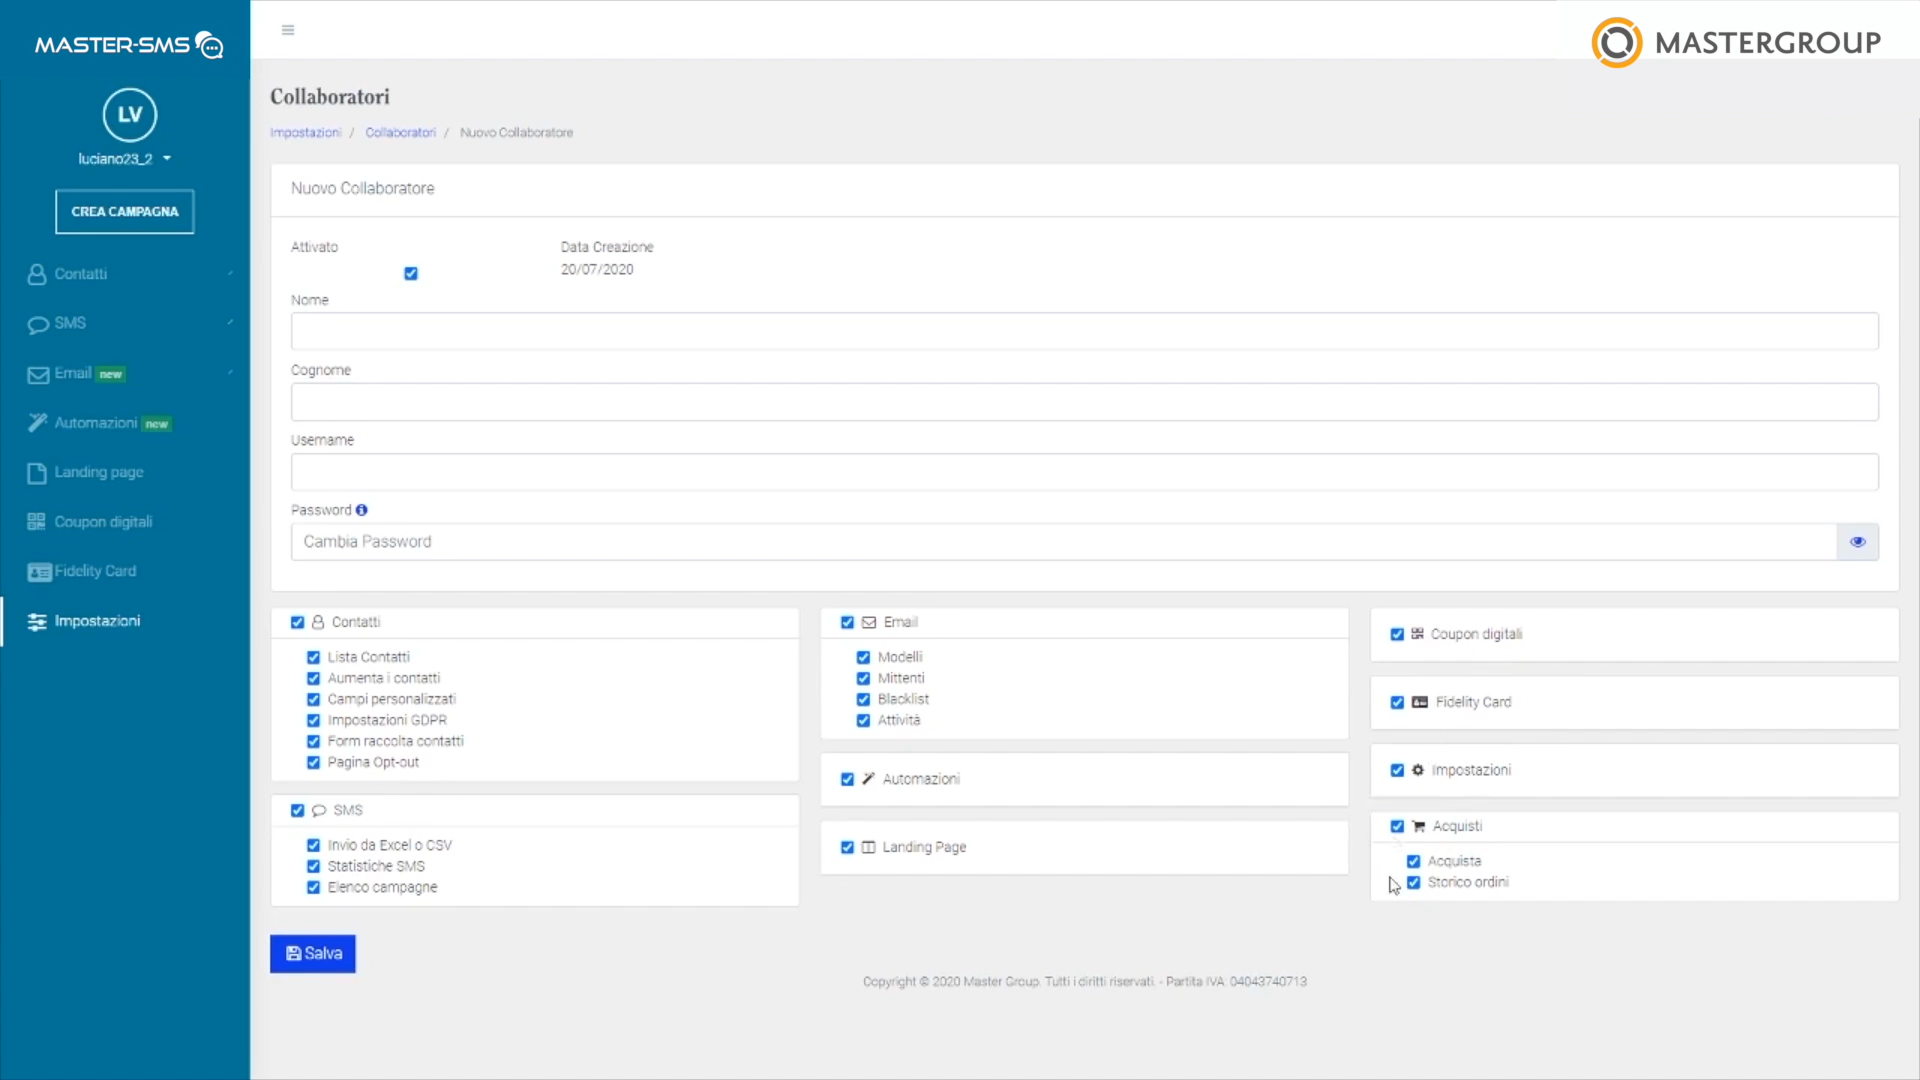 MASTER-SMS
MASTERGROUP
LV
luciano23_2
CREA CAMPAGNA
Contatti
SMS
Email new
Automazioni new
Landing page
Coupon digitali
Fidelity Card
Impostazioni
Collaboratori
Impostazioni / Collaboratori / Nuovo Collaboratore
Nuovo Collaboratore
Attivato
Data Creazione
20/07/2020
Nome
Cognome
Username
Password
Cambia Password
Contatti
Lista Contatti
Aumenta i contatti
Campi personalizzati
Impostazioni GDPR
Form raccolta contatti
Pagina Opt-out
SMS
Invio da Excel o CSV
Statistiche SMS
Elenco campagne
Email
Modelli
Mittenti
Blacklist
Attività
Automazioni
Landing Page
Coupon digitali
Fidelity Card
Impostazioni
Acquisti
Acquista
Storico ordini
Salva
Copyright © 2020 Master Group. Tutti i diritti riservati. - Partita IVA: 04043740713